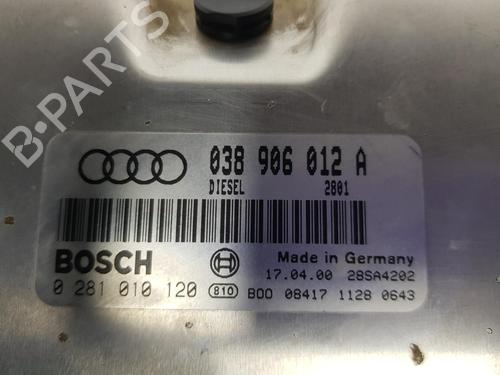 B-PARTS
038 906 012 A
DIESEL 2801
BOSCH
Made in Germany
17.04.00 28SA4202
0 281 010 120 810 B00 08417 1128 0643